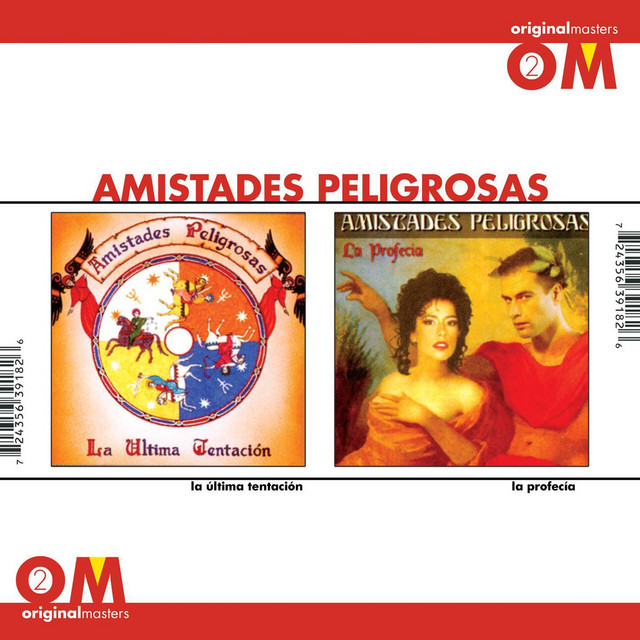 originalmasters
2 OM
AMISTADES PELIGROSAS
Amistades Peligrosas
La Ultima Tentación
AMISTADES PELIGROSAS
La Profecia
7 24356 39182 6
7 24356 39182 6
la última tentación
la profecía
2 OM
originalmasters